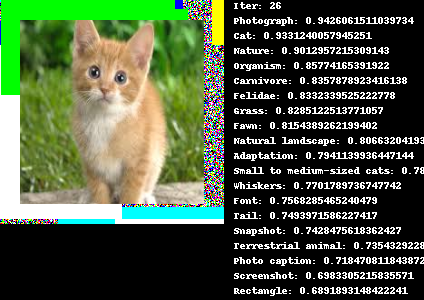 Iter: 26
Photograph: 0.9426061511039734
Cat: 0.9331240057945251
Nature: 0.9012957215309143
Organism: 0.85774165391922
Carnivore: 0.8357878923416138
Felidae: 0.8332339525222778
Grass: 0.8285122513771057
Fawn: 0.8154389262199402
Natural landscape: 0.80663204193
Adaptation: 0.7941139936447144
Small to medium-sized cats: 0.78
Whiskers: 0.7701789736747742
Font: 0.7568285465240479
Tail: 0.7493971586227417
Snapshot: 0.7428475618362427
Terrestrial animal: 0.7354329228
Photo caption: 0.718470811843872
Screenshot: 0.6983305215835571
Rectangle: 0.6891893148422241